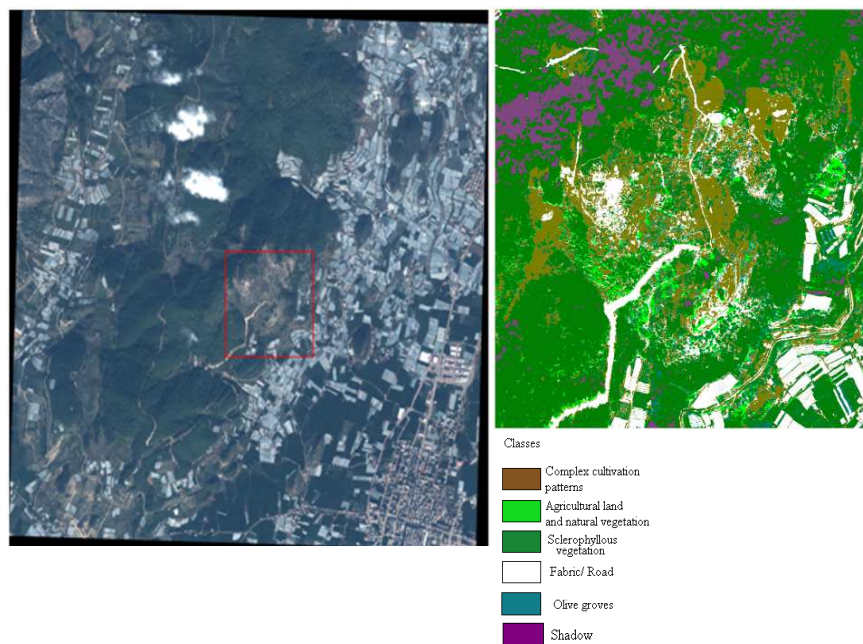 Classes
Complex cultivation
patterns
Agricultural land
and natural vegetation
Sclerophyllous
vegetation
Fabric/ Road
Olive groves
Shadow